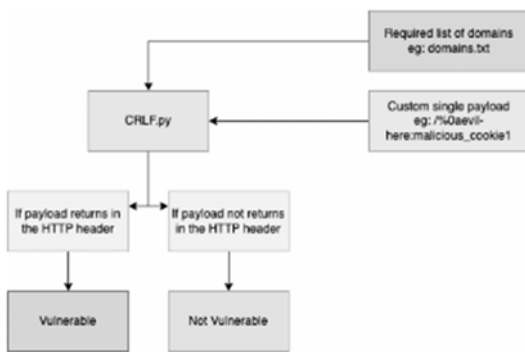 Required list of domains
eg: domains.txt
CRLF.py
Custom single payload
eg: /%0aevil-
here:malicious_cookie1
If payload returns in
the HTTP header
If payload not returns
in the HTTP header
Vulnerable
Not Vulnerable